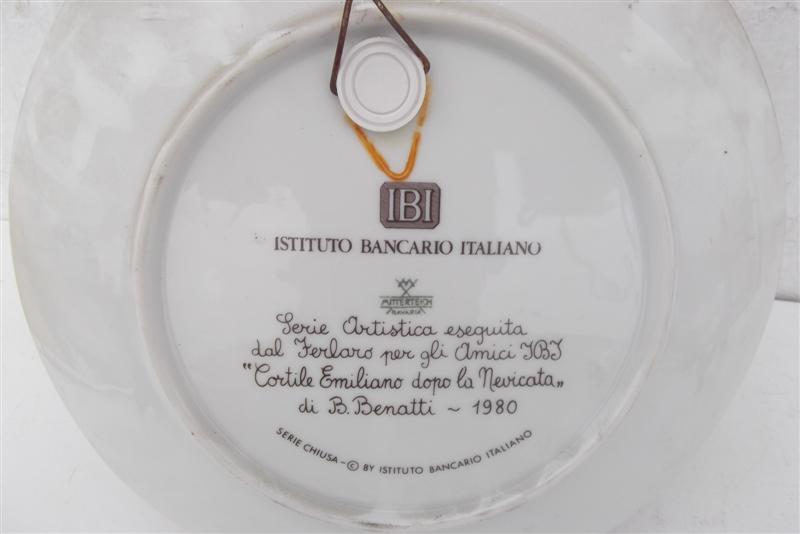 IBI
ISTITUTO BANCARIO ITALIANO
MITTERTEICH
BAVARIA
Serie Artistica eseguita
dal Ferlaro per gli Amici IBI
"Cortile Emiliano dopo la Nevicata„
di B. Benatti ~ 1980
SERIE CHIUSA - © BY ISTITUTO BANCARIO ITALIANO